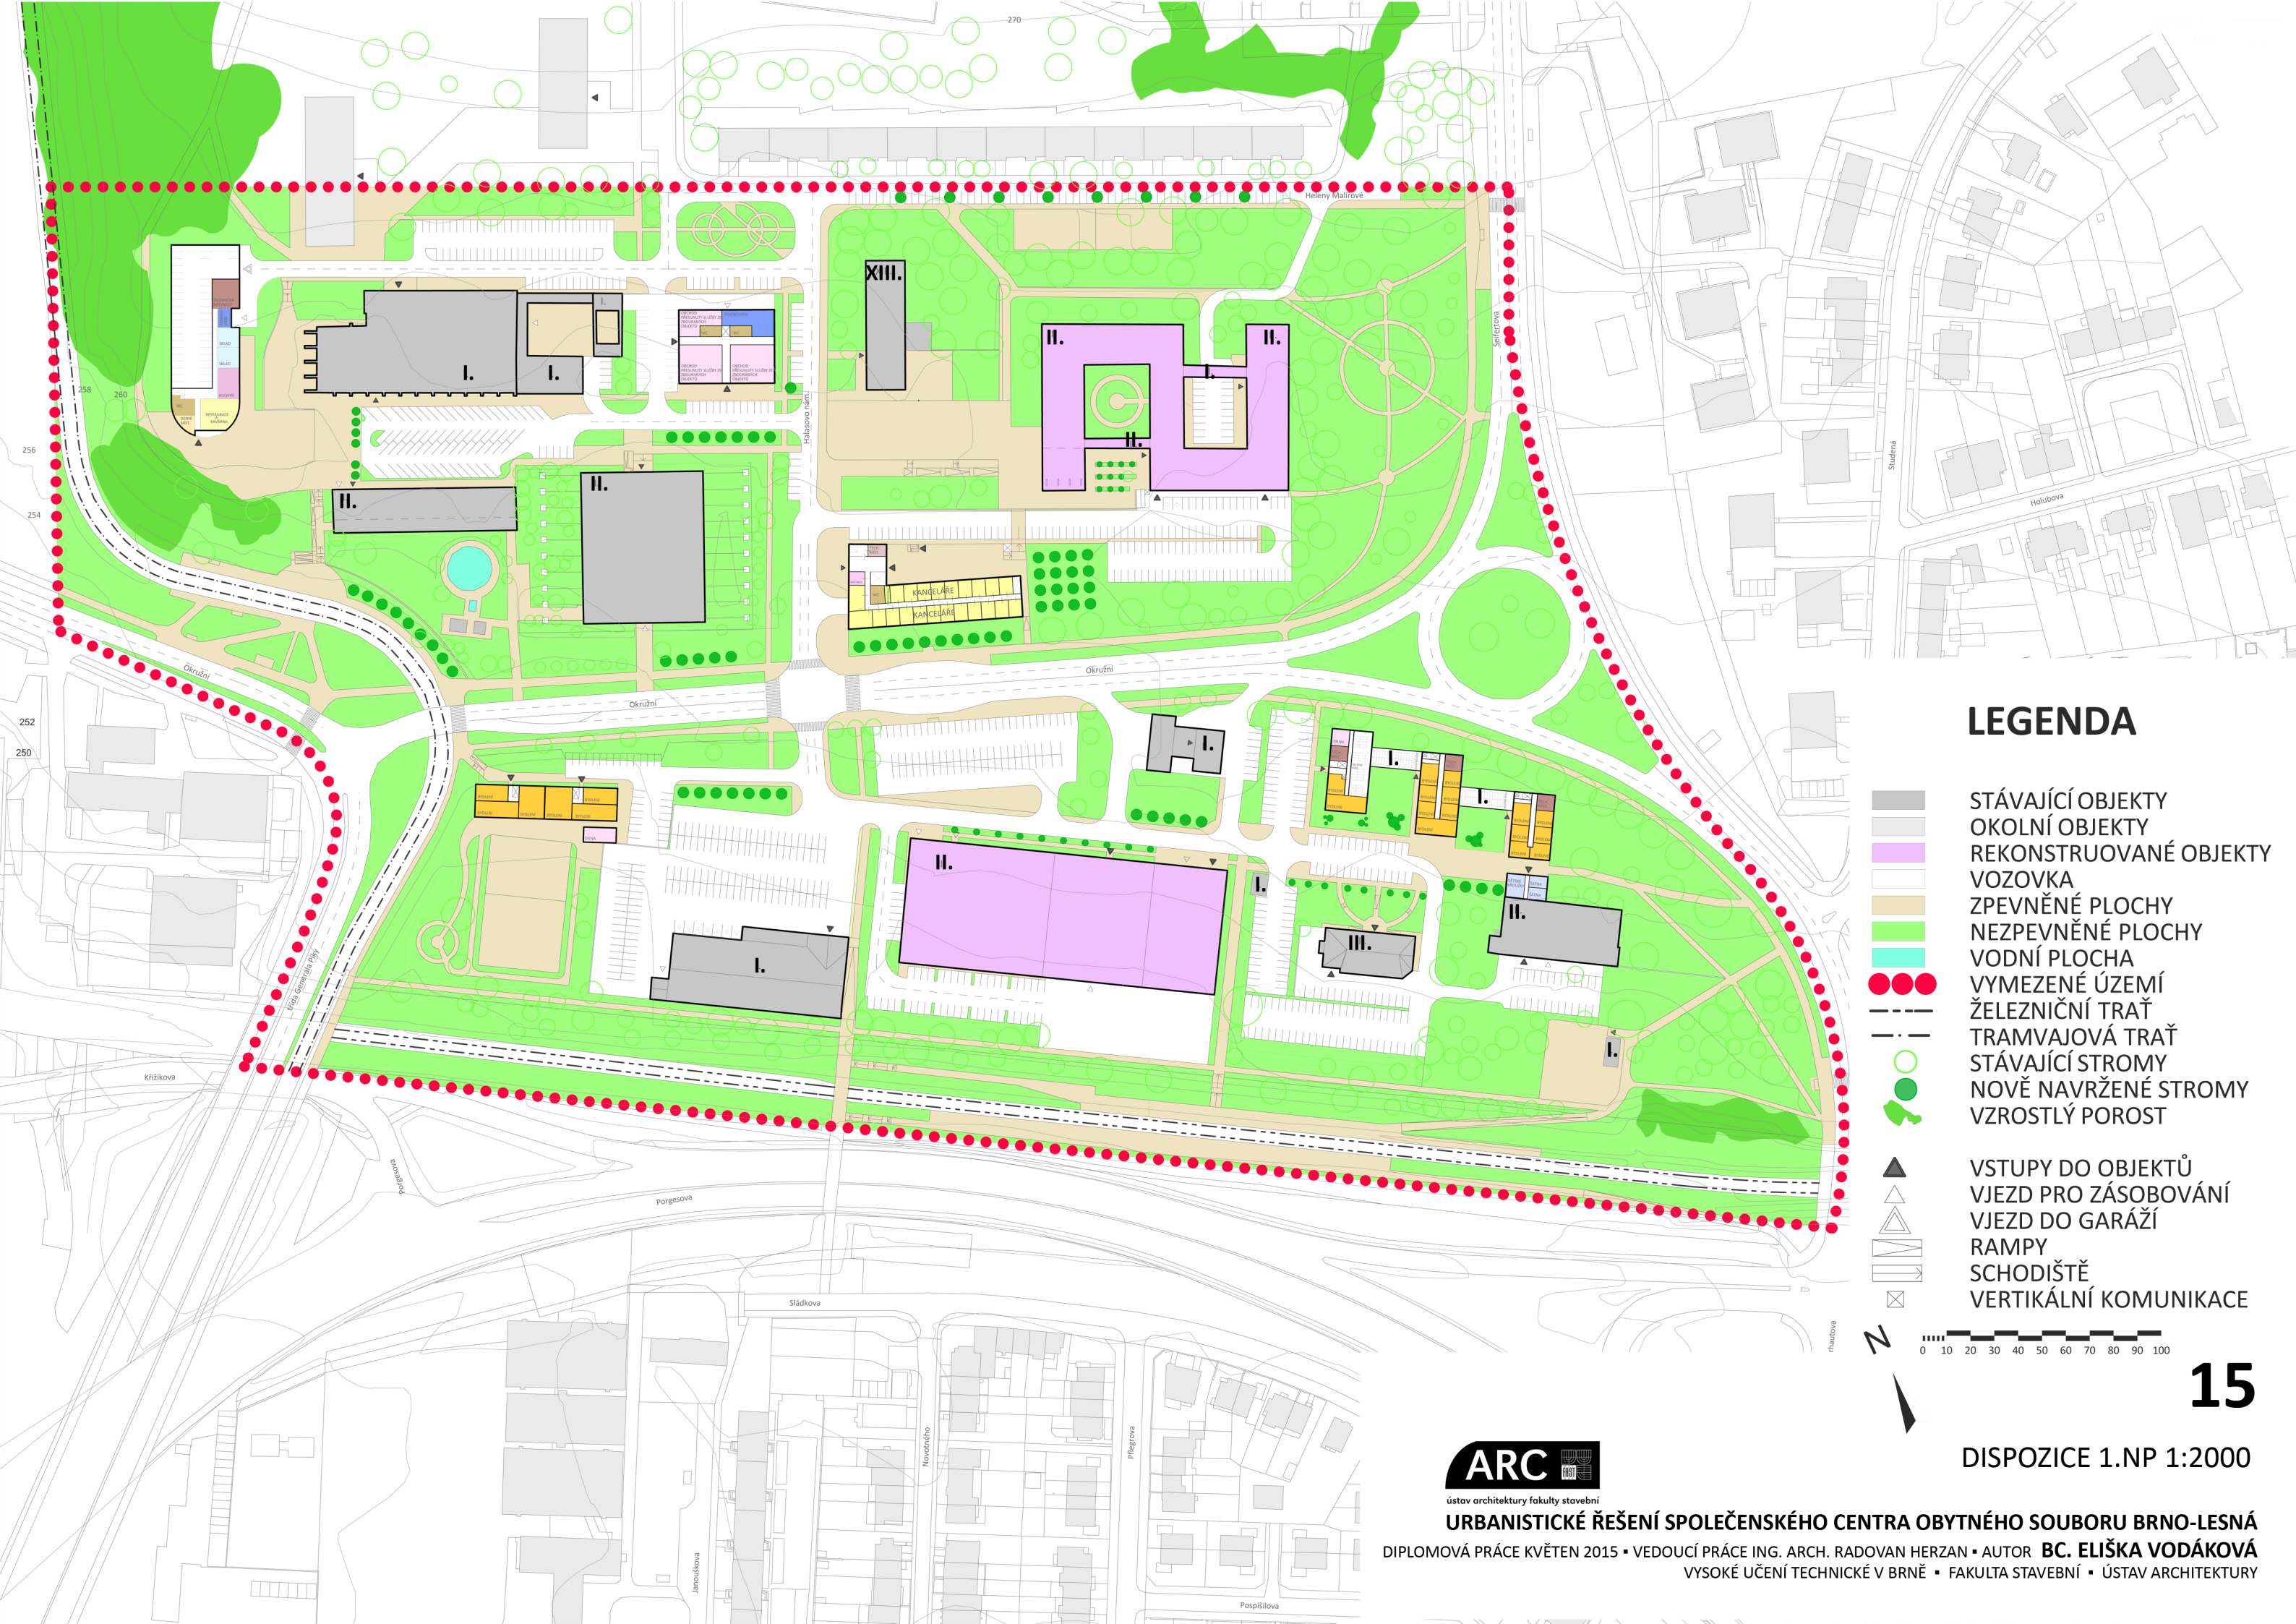 270
Heleny Malířové
XIII.
Seifertova
I.
I.
I.
II.
II.
I.
II.
258
260
Halasovo nám.
256
254
Studená
Holubova
II.
II.
KANCELÁŘE
KANCELÁŘE
RESTAURACE
KAVÁRNA
Okružní
Okružní
Okružní
252
250
I.
I.
I.
II.
I.
II.
III.
I.
I.
třída Generála Píky
Křižíkova
Porgesova
Porgesova
Sládkova
Novotného
Pflegrova
Janouškova
Pospíšilova
rhautova
LEGENDA
STÁVAJÍCÍ OBJEKTY
OKOLNÍ OBJEKTY
REKONSTRUOVANÉ OBJEKTY
VOZOVKA
ZPEVNĚNÉ PLOCHY
NEZPEVNĚNÉ PLOCHY
VODNÍ PLOCHA
VYMEZENÉ ÚZEMÍ
ŽELEZNIČNÍ TRAŤ
TRAMVAJOVÁ TRAŤ
STÁVAJÍCÍ STROMY
NOVĚ NAVRŽENÉ STROMY
VZROSTLÝ POROST
VSTUPY DO OBJEKTŮ
VJEZD PRO ZÁSOBOVÁNÍ
VJEZD DO GARÁŽÍ
RAMPY
SCHODIŠTĚ
VERTIKÁLNÍ KOMUNIKACE
N
0 10 20 30 40 50 60 70 80 90 100
15
DISPOZICE 1.NP 1:2000
ARC
ústav architektury fakulty stavební
URBANISTICKÉ ŘEŠENÍ SPOLEČENSKÉHO CENTRA OBYTNÉHO SOUBORU BRNO-LESNÁ
DIPLOMOVÁ PRÁCE KVĚTEN 2015 ▪ VEDOUCÍ PRÁCE ING. ARCH. RADOVAN HERZAN ▪ AUTOR BC. ELIŠKA VODÁKOVÁ
VYSOKÉ UČENÍ TECHNICKÉ V BRNĚ ▪ FAKULTA STAVEBNÍ ▪ ÚSTAV ARCHITEKTURY